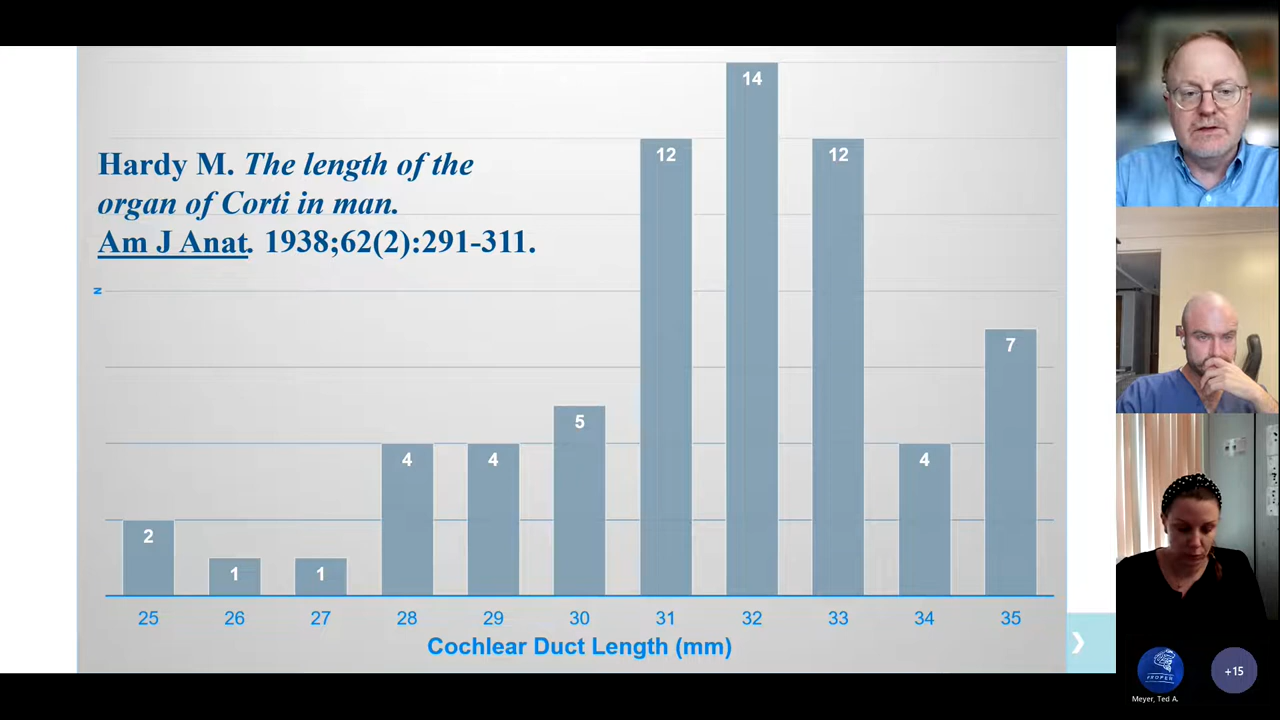 Hardy M. The length of the
organ of Corti in man.
Am J Anat. 1938;62(2):291-311.
N
14
12
12
7
5
4
4
4
2
1
1
25 26 27 28 29 30 31 32 33 34 35
Cochlear Duct Length (mm)
PROPER
+15
Meyer, Ted A.